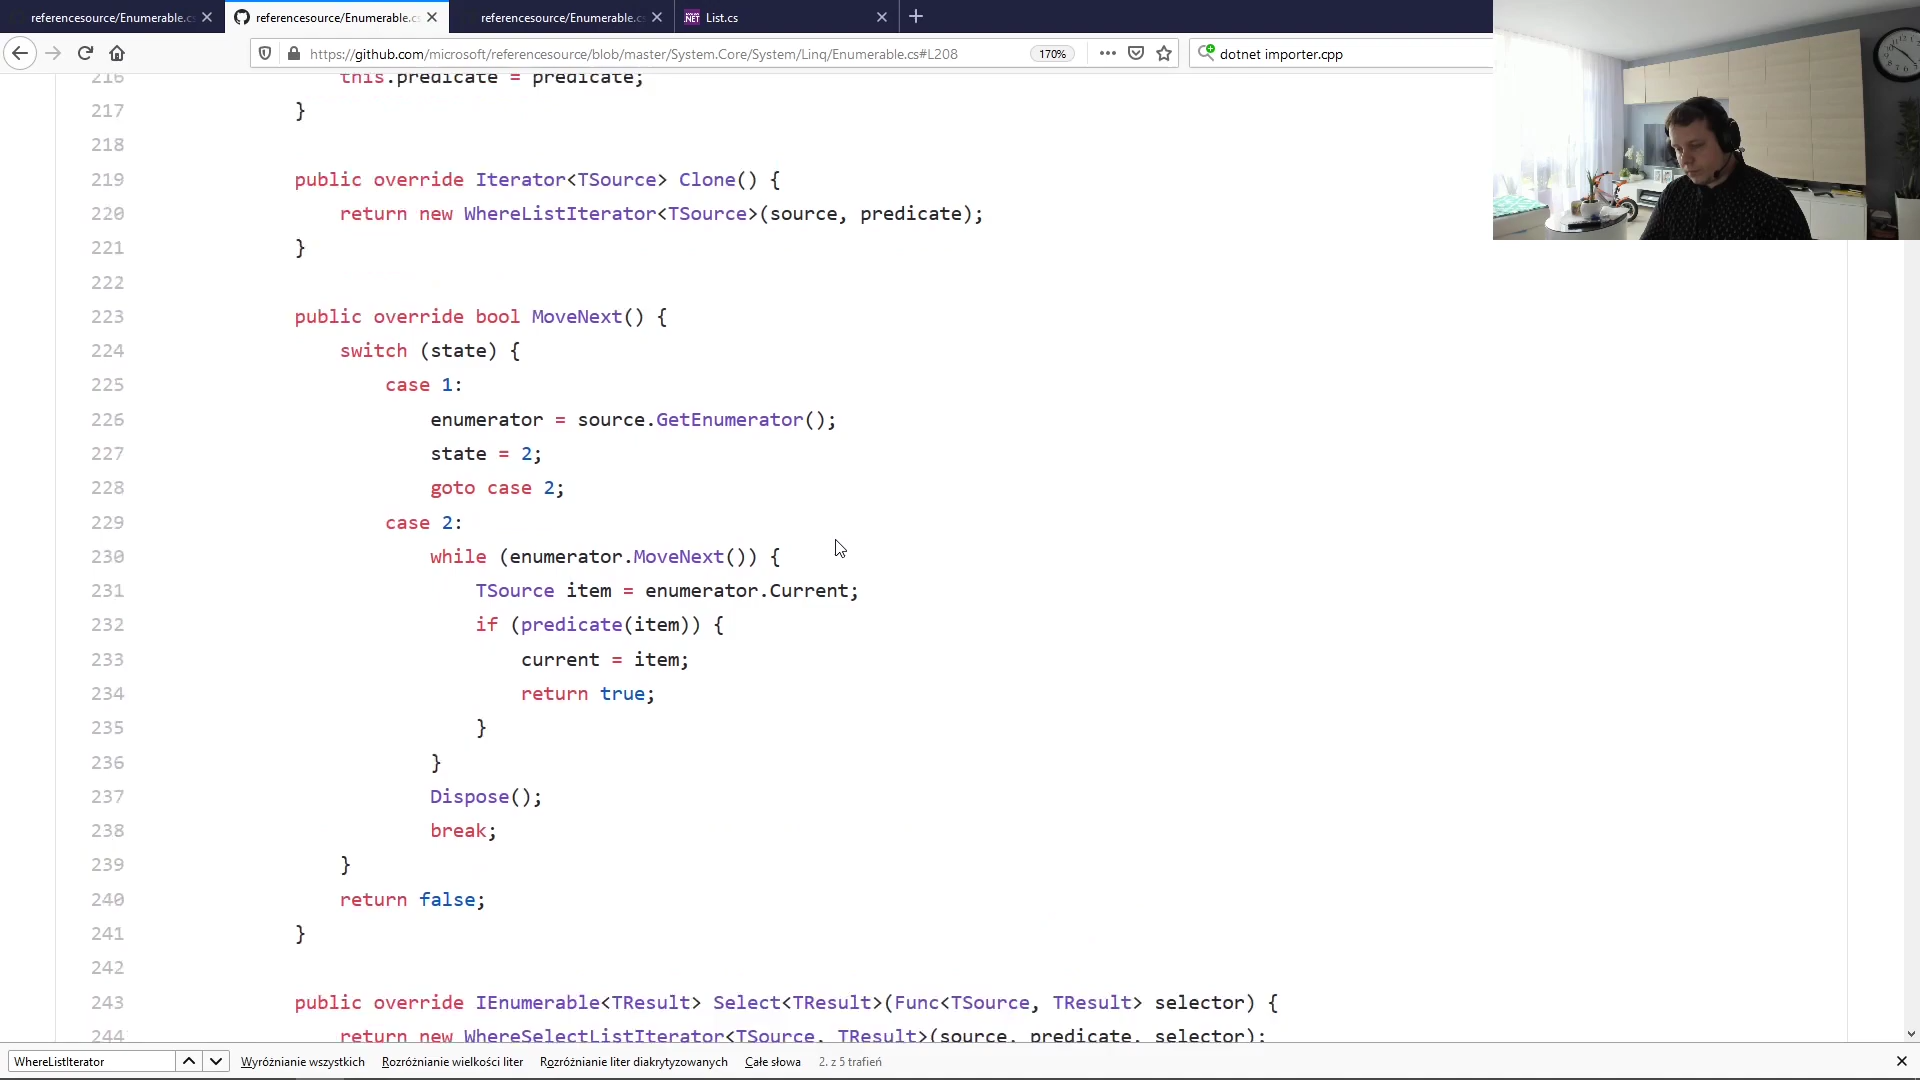 referencesource/Enumerable.cs
referencesource/Enumerable.cs
referencesource/Enumerable.cs
List.cs
https://github.com/microsoft/referencesource/blob/master/System.Core/System/Linq/Enumerable.cs#L208
170%
dotnet importer.cpp
216 this.predicate = predicate;
217 }
218
219 public override Iterator<TSource> Clone() {
220 return new WhereListIterator<TSource>(source, predicate);
221 }
222
223 public override bool MoveNext() {
224 switch (state) {
225 case 1:
226 enumerator = source.GetEnumerator();
227 state = 2;
228 goto case 2;
229 case 2:
230 while (enumerator.MoveNext()) {
231 TSource item = enumerator.Current;
232 if (predicate(item)) {
233 current = item;
234 return true;
235 }
236 }
237 Dispose();
238 break;
239 }
240 return false;
241 }
242
243 public override IEnumerable<TResult> Select<TResult>(Func<TSource, TResult> selector) {
244 return new WhereSelectListIterator<TSource, TResult>(source, predicate, selector);
WhereListIterator
Wyróżnianie wszystkich
Rozróżnianie wielkości liter
Rozróżnianie liter diakrytyzowanych
Całe słowa
2. z 5 trafień